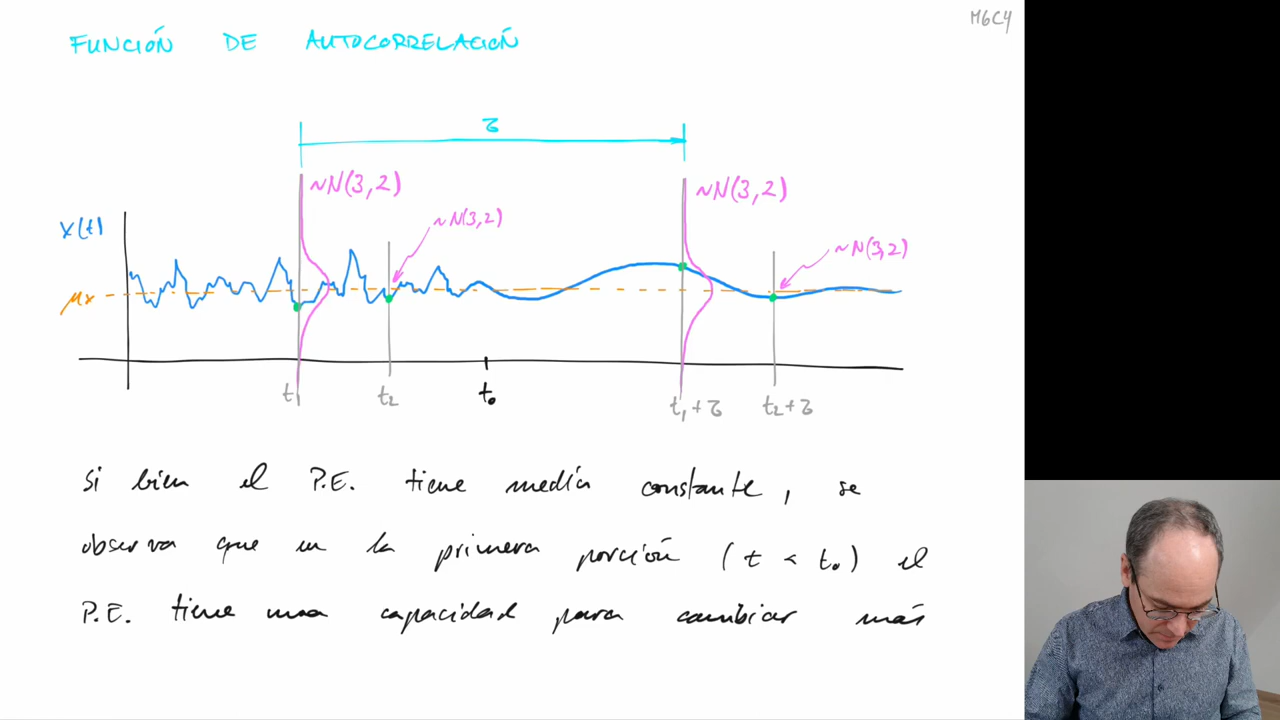 M6C4
FUNCIÓN DE AUTOCORRELACIÓN
τ
~N(3,2)
~N(3,2)
~N(3,2)
~N(3,2)
X(t)
μx
t1
t2
t0
t1+τ
t2+τ
Si bien el P.E. tiene media constante, se
observa que en la primera porción (t < t0) el
P.E. tiene una capacidad para cambiar más